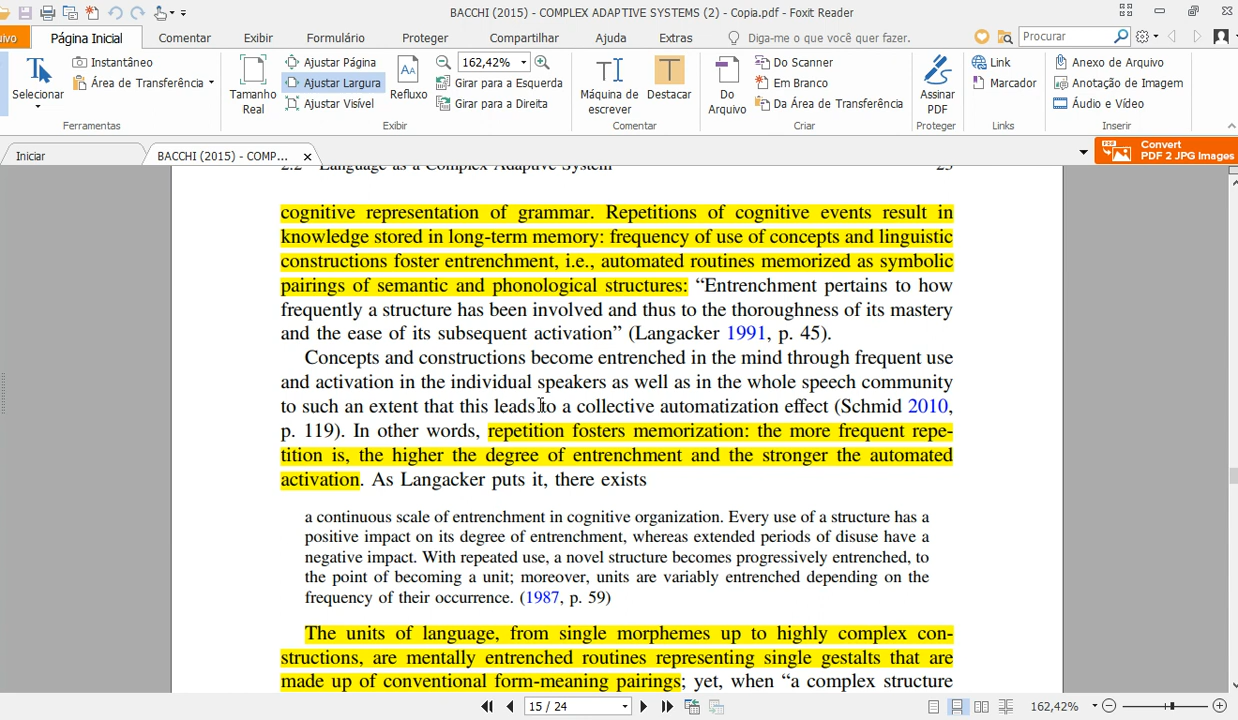 BACCHI (2015) - COMPLEX ADAPTIVE SYSTEMS (2) - Copia.pdf - Foxit Reader
ivo Página Inicial Comentar Exibir Formulário Proteger Compartilhar Ajuda Extras Diga-me o que você quer fazer. Procurar
Selecionar
Instantâneo
Área de Transferência
Ferramentas
Tamanho Real
Ajustar Página
Ajustar Largura
Ajustar Visível
Refluxo
162,42%
Girar para a Esquerda
Girar para a Direita
Exibir
Máquina de escrever
Destacar
Comentar
Do Arquivo
Do Scanner
Em Branco
Da Área de Transferência
Criar
Assinar PDF
Proteger
Link
Marcador
Links
Anexo de Arquivo
Anotação de Imagem
Áudio e Vídeo
Inserir
Iniciar
BACCHI (2015) - COMP...
Convert
PDF 2 JPG Images
2.2 Language as a Complex Adaptive System 23
cognitive representation of grammar. Repetitions of cognitive events result in
knowledge stored in long-term memory: frequency of use of concepts and linguistic
constructions foster entrenchment, i.e., automated routines memorized as symbolic
pairings of semantic and phonological structures: “Entrenchment pertains to how
frequently a structure has been involved and thus to the thoroughness of its mastery
and the ease of its subsequent activation” (Langacker 1991, p. 45).
Concepts and constructions become entrenched in the mind through frequent use
and activation in the individual speakers as well as in the whole speech community
to such an extent that this leads to a collective automatization effect (Schmid 2010,
p. 119). In other words, repetition fosters memorization: the more frequent repe-
tition is, the higher the degree of entrenchment and the stronger the automated
activation. As Langacker puts it, there exists
a continuous scale of entrenchment in cognitive organization. Every use of a structure has a
positive impact on its degree of entrenchment, whereas extended periods of disuse have a
negative impact. With repeated use, a novel structure becomes progressively entrenched, to
the point of becoming a unit; moreover, units are variably entrenched depending on the
frequency of their occurrence. (1987, p. 59)
The units of language, from single morphemes up to highly complex con-
structions, are mentally entrenched routines representing single gestalts that are
made up of conventional form-meaning pairings; yet, when “a complex structure
15 / 24
162,42%